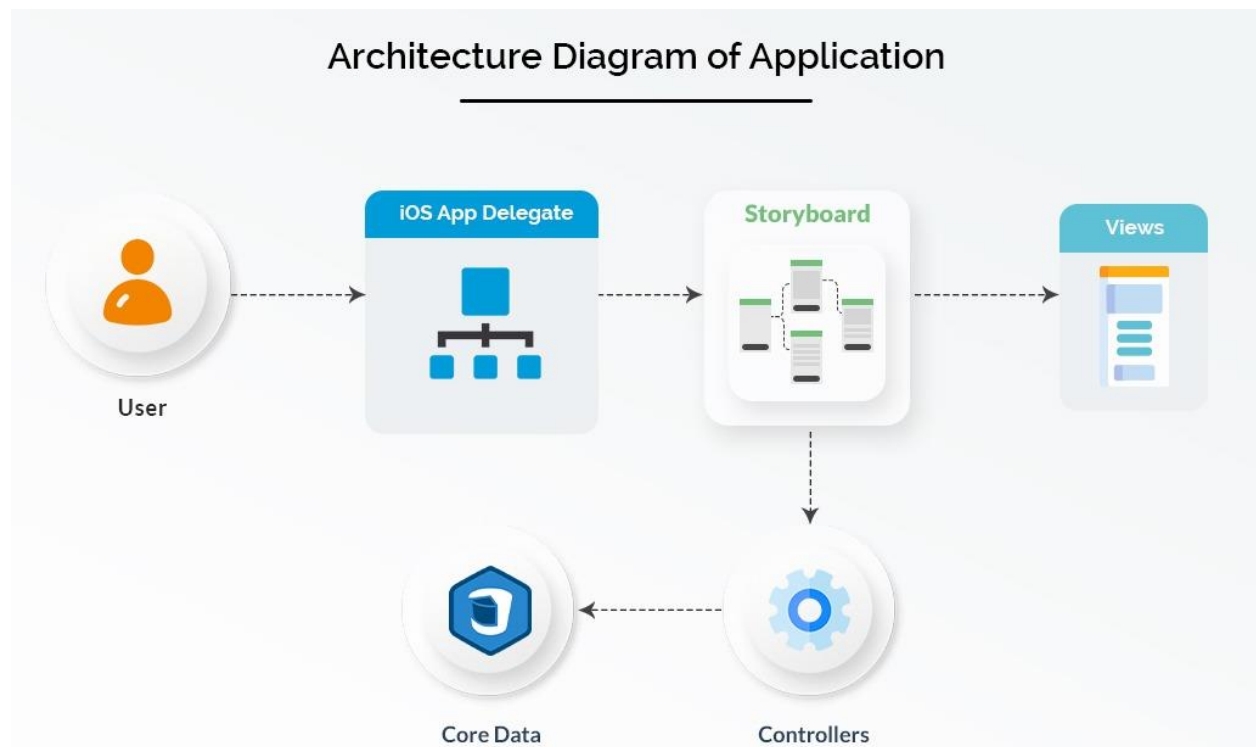 Architecture Diagram of Application
iOS App Delegate
Storyboard
Views
User
Core Data
Controllers